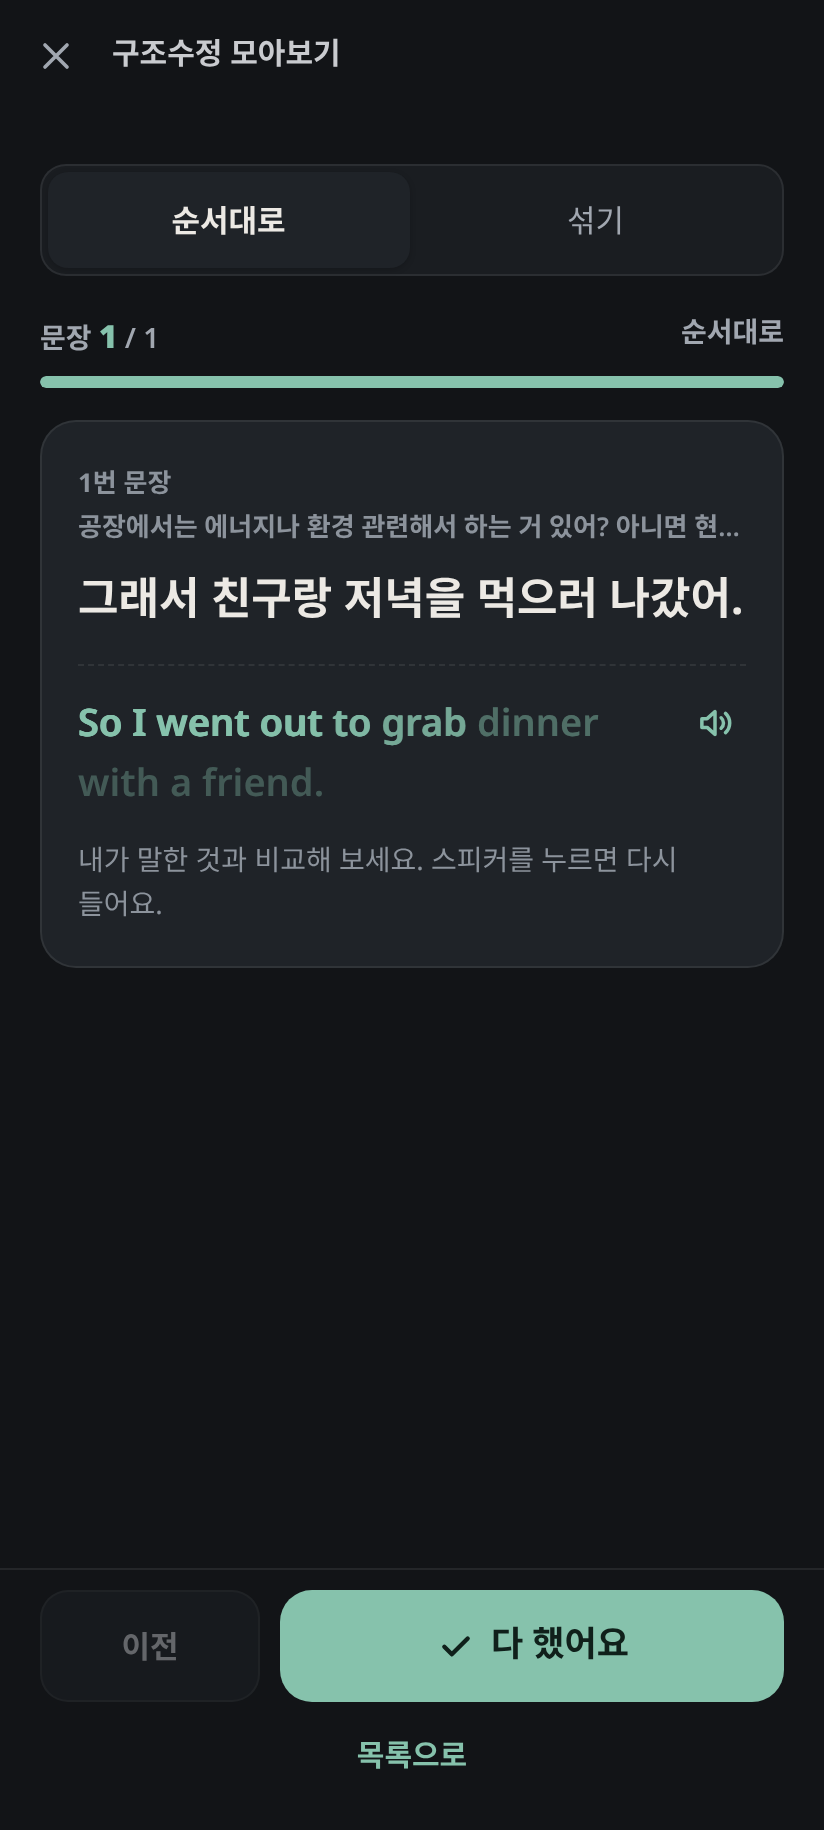 구조수정 모아보기
순서대로
섞기
문장 1 / 1
순서대로
1번 문장
공장에서는 에너지나 환경 관련해서 하는 거 있어? 아니면 현...
그래서 친구랑 저녁을 먹으러 나갔어.
So I went out to grab dinner
with a friend.
내가 말한 것과 비교해 보세요. 스피커를 누르면 다시
들어요.
이전
다 했어요
목록으로